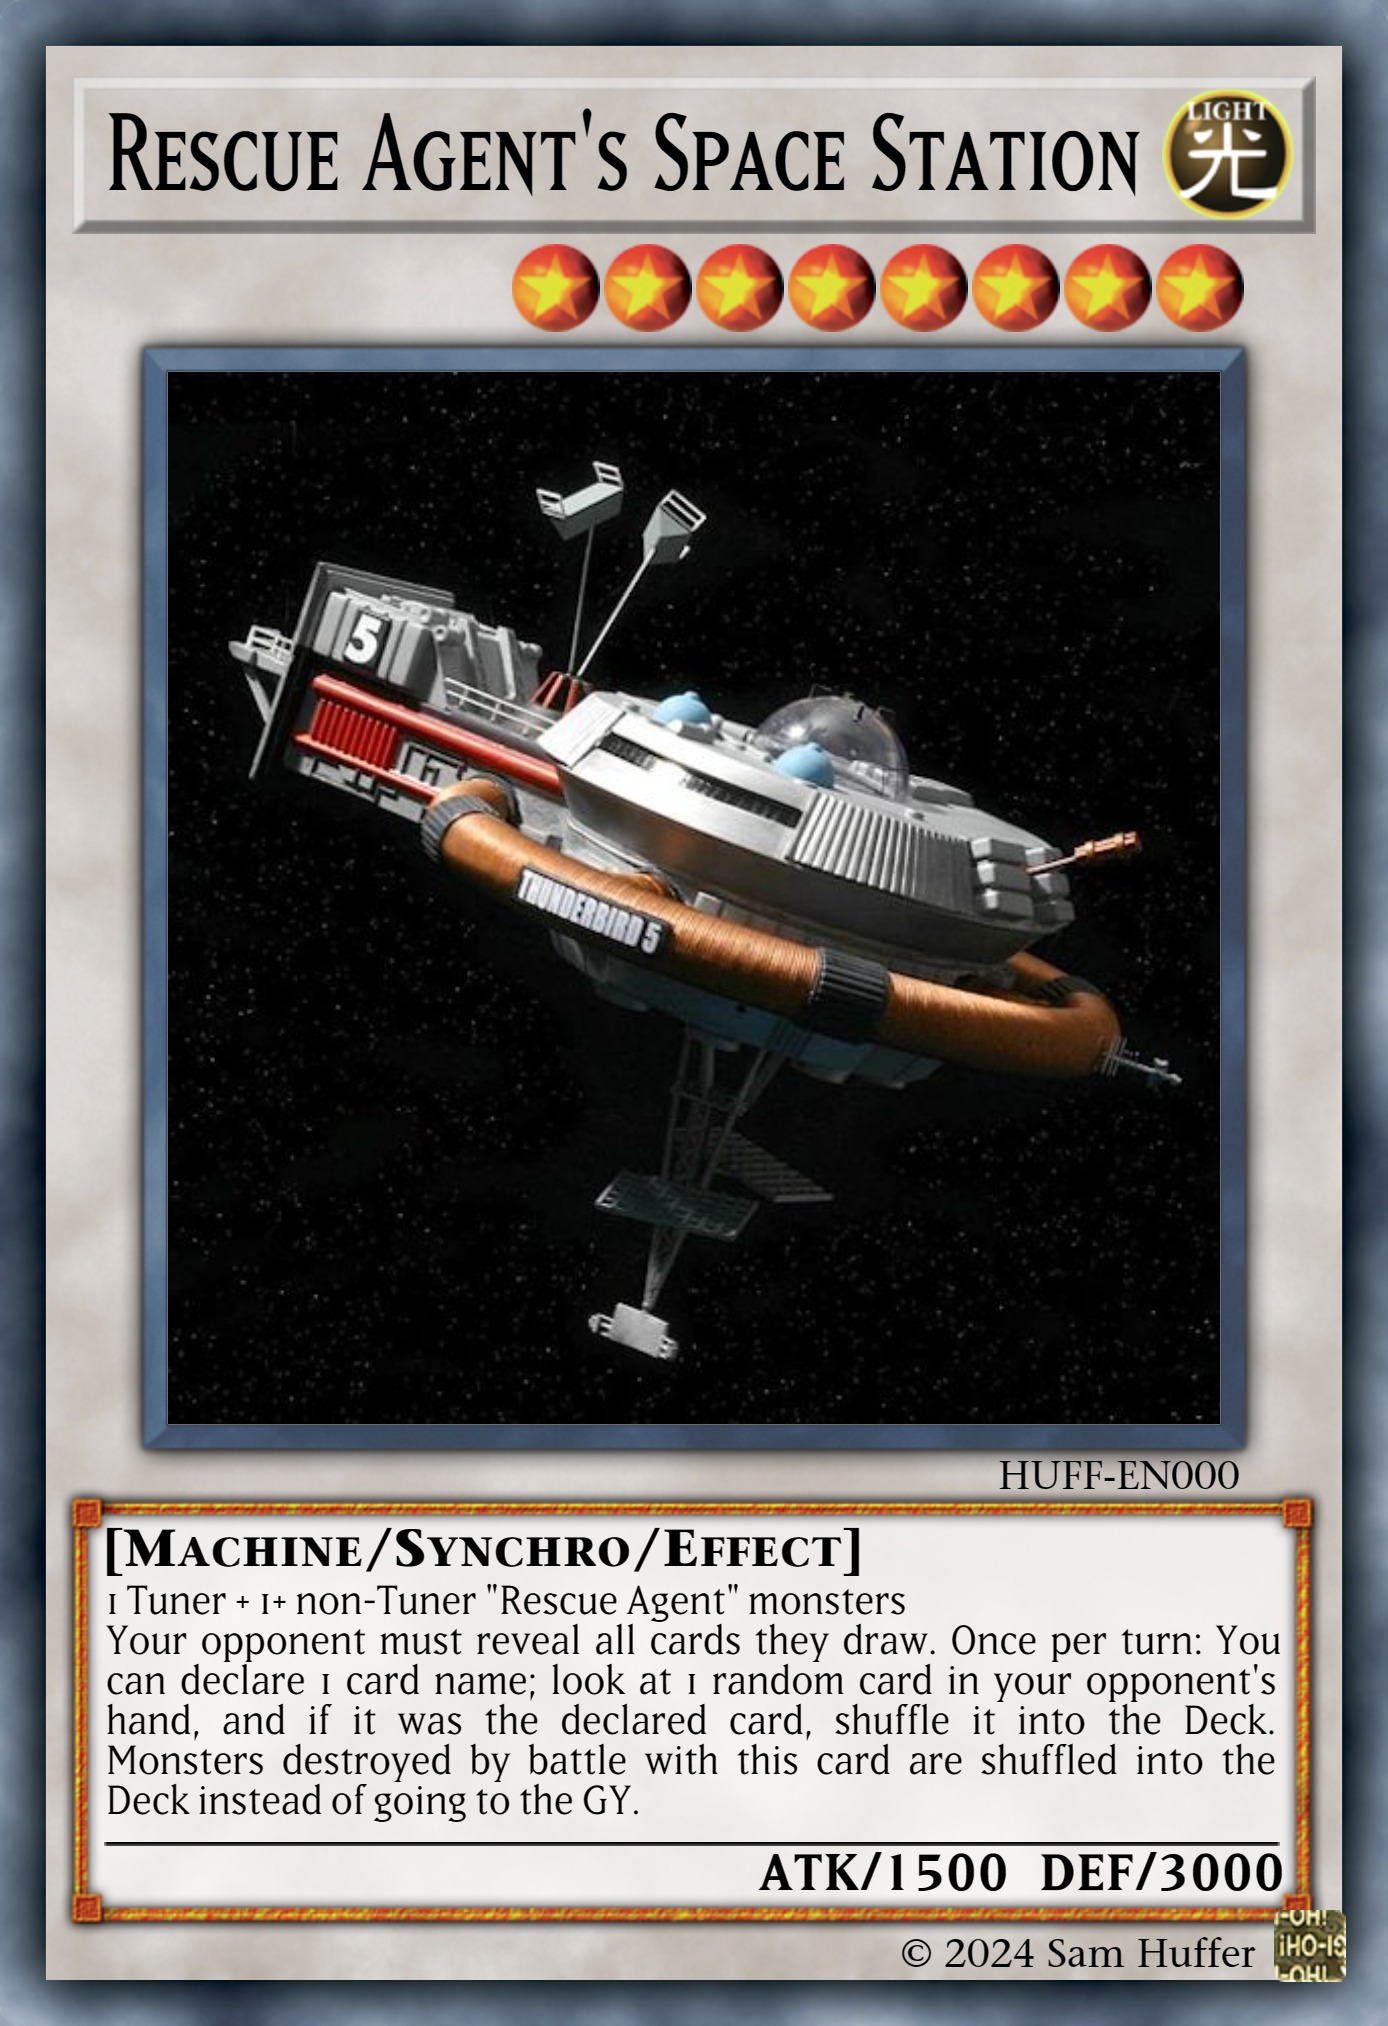 Rescue Agent's Space Station
LIGHT
光
5
THUNDERBIRD 5
HUFF-EN000
[Machine/Synchro/Effect]
1 Tuner + 1+ non-Tuner "Rescue Agent" monsters
Your opponent must reveal all cards they draw. Once per turn: You
can declare 1 card name; look at 1 random card in your opponent's
hand, and if it was the declared card, shuffle it into the Deck.
Monsters destroyed by battle with this card are shuffled into the
Deck instead of going to the GY.
ATK/1500 DEF/3000
© 2024 Sam Huffer